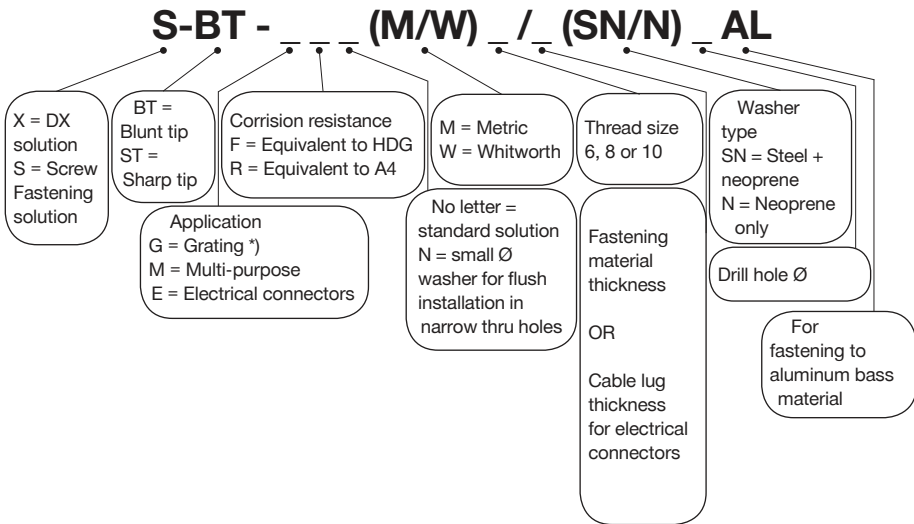 S-BT - _ _ _ (M/W) _ /_ (SN/N) _ AL
X = DX
solution
S = Screw
Fastening
solution
BT =
Blunt tip
ST =
Sharp tip
Application
G = Grating *)
M = Multi-purpose
E = Electrical connectors
Corrision resistance
F = Equivalent to HDG
R = Equivalent to A4
No letter =
standard solution
N = small Ø
washer for flush
installation in
narrow thru holes
M = Metric
W = Whitworth
Thread size
6, 8 or 10
Fastening
material
thickness
OR
Cable lug
thickness
for electrical
connectors
Washer
type
SN = Steel +
neoprene
N = Neoprene
only
Drill hole Ø
For
fastening to
aluminum bass
material